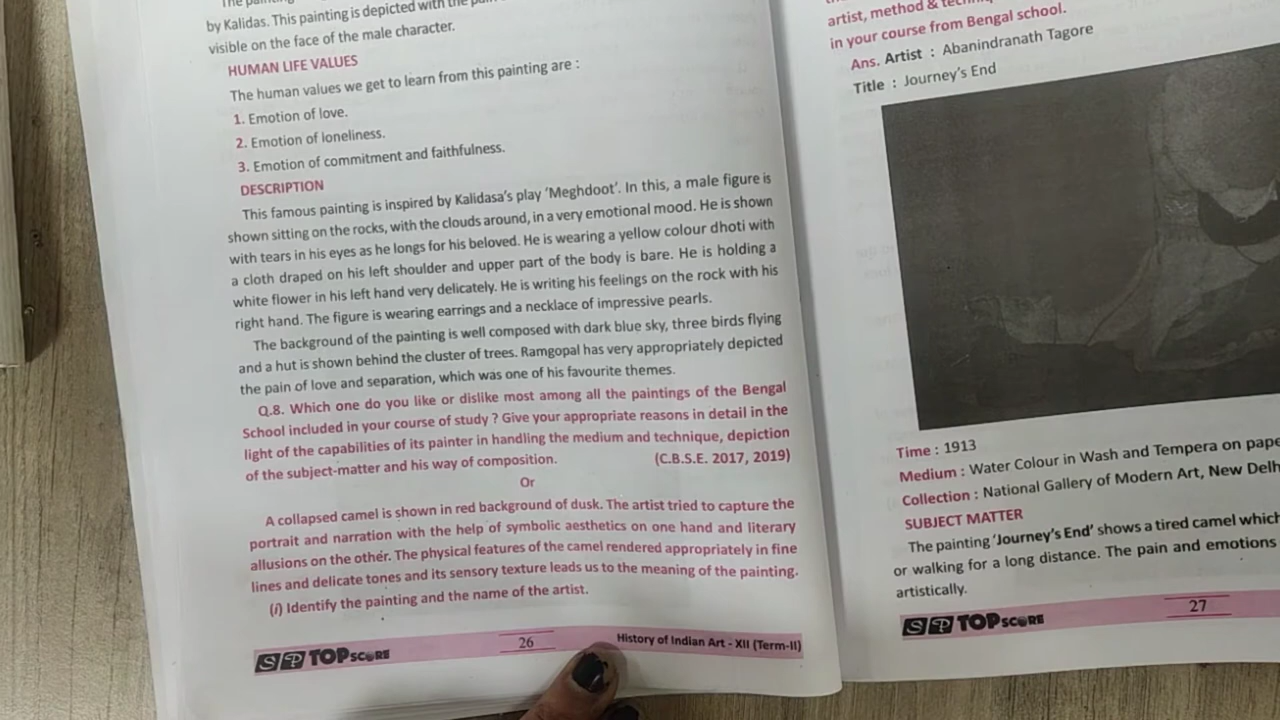 by Kalidas. This painting is depicted with the
visible on the face of the male character.
HUMAN LIFE VALUES
The human values we get to learn from this painting are :
1. Emotion of love.
2. Emotion of loneliness.
3. Emotion of commitment and faithfulness.
DESCRIPTION
This famous painting is inspired by Kalidasa's play 'Meghdoot'. In this, a male figure is
shown sitting on the rocks, with the clouds around, in a very emotional mood. He is shown
with tears in his eyes as he longs for his beloved. He is wearing a yellow colour dhoti with
a cloth draped on his left shoulder and upper part of the body is bare. He is holding a
white flower in his left hand very delicately. He is writing his feelings on the rock with his
right hand. The figure is wearing earrings and a necklace of impressive pearls.
The background of the painting is well composed with dark blue sky, three birds flying
and a hut is shown behind the cluster of trees. Ramgopal has very appropriately depicted
the pain of love and separation, which was one of his favourite themes.
Q.8. Which one do you like or dislike most among all the paintings of the Bengal
School included in your course of study ? Give your appropriate reasons in detail in the
light of the capabilities of its painter in handling the medium and technique, depiction
of the subject-matter and his way of composition. (C.B.S.E. 2017, 2019)
Or
A collapsed camel is shown in red background of dusk. The artist tried to capture the
portrait and narration with the help of symbolic aesthetics on one hand and literary
allusions on the other. The physical features of the camel rendered appropriately in fine
lines and delicate tones and its sensory texture leads us to the meaning of the painting.
(i) Identify the painting and the name of the artist.
SP TOP SCORE 26 History of Indian Art - XII (Term-II)
artist, method &
in your course from Bengal school.
Ans. Artist : Abanindranath Tagore
Title : Journey's End
Time : 1913
Medium : Water Colour in Wash and Tempera on
Collection : National Gallery of Modern Art, New
SUBJECT MATTER
The painting 'Journey's End' shows a tired camel which
or walking for a long distance. The pain and emotions
artistically.
SP TOP SCORE 27